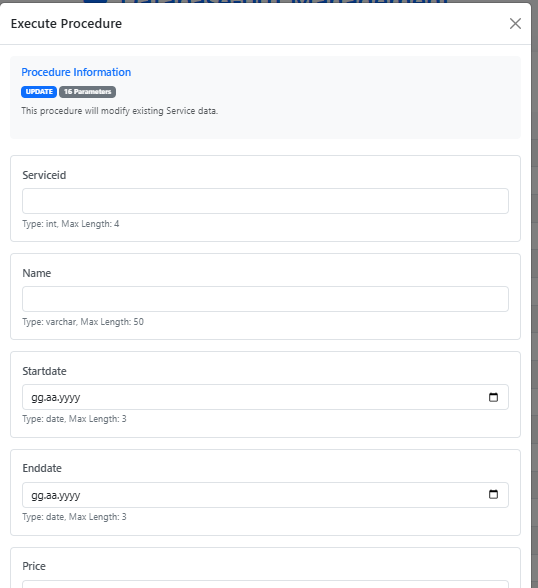 Execute Procedure
Procedure Information
UPDATE 16 Parameters
This procedure will modify existing Service data.
Serviceid
Type: int, Max Length: 4
Name
Type: varchar, Max Length: 50
Startdate
gg.aa.yyyy
Type: date, Max Length: 3
Enddate
gg.aa.yyyy
Type: date, Max Length: 3
Price